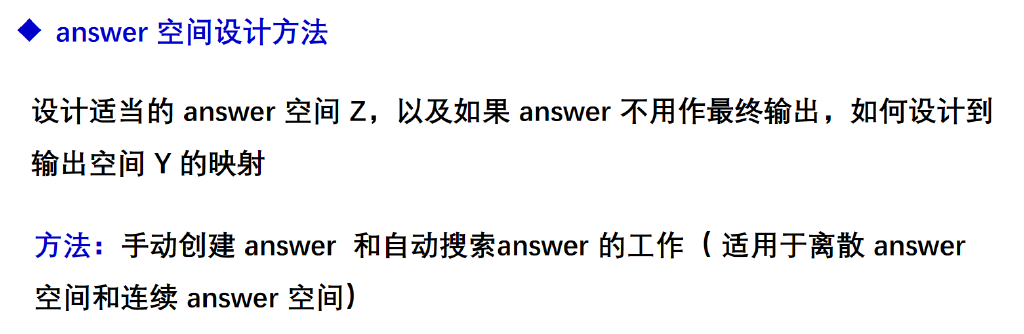 ◆ answer 空间设计方法
设计适当的 answer 空间 Z，以及如果 answer 不用作最终输出，如何设计到
输出空间 Y 的映射
方法：手动创建 answer 和自动搜索answer 的工作（ 适用于离散 answer
空间和连续 answer 空间）